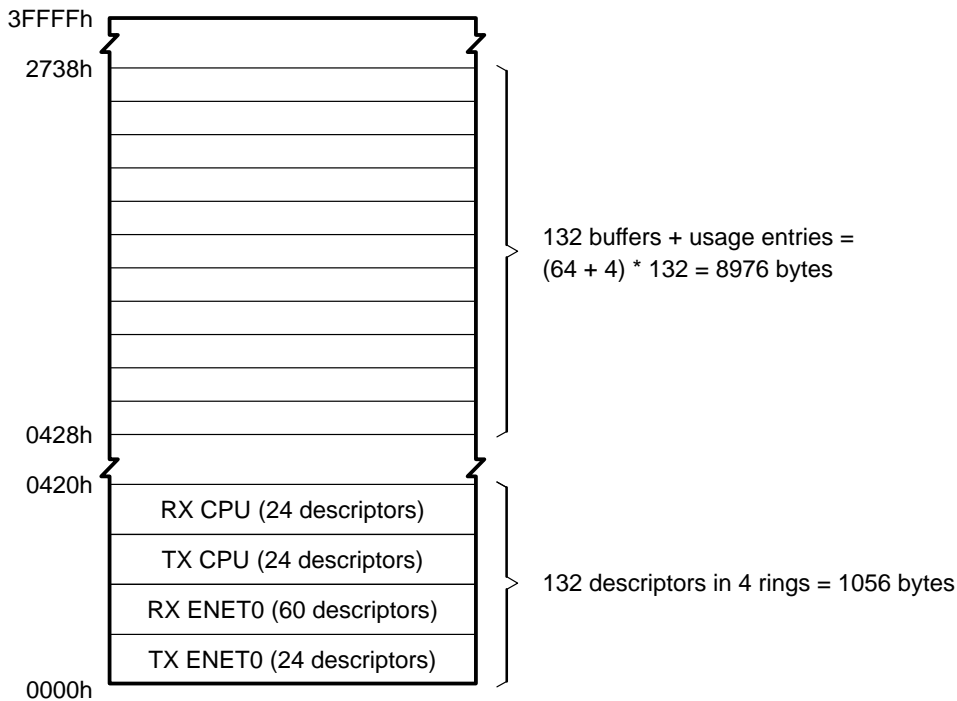 3FFFFh
2738h
132 buffers + usage entries =
(64 + 4) * 132 = 8976 bytes
0428h
0420h
RX CPU (24 descriptors)
TX CPU (24 descriptors)
132 descriptors in 4 rings = 1056 bytes
RX ENET0 (60 descriptors)
TX ENET0 (24 descriptors)
0000h